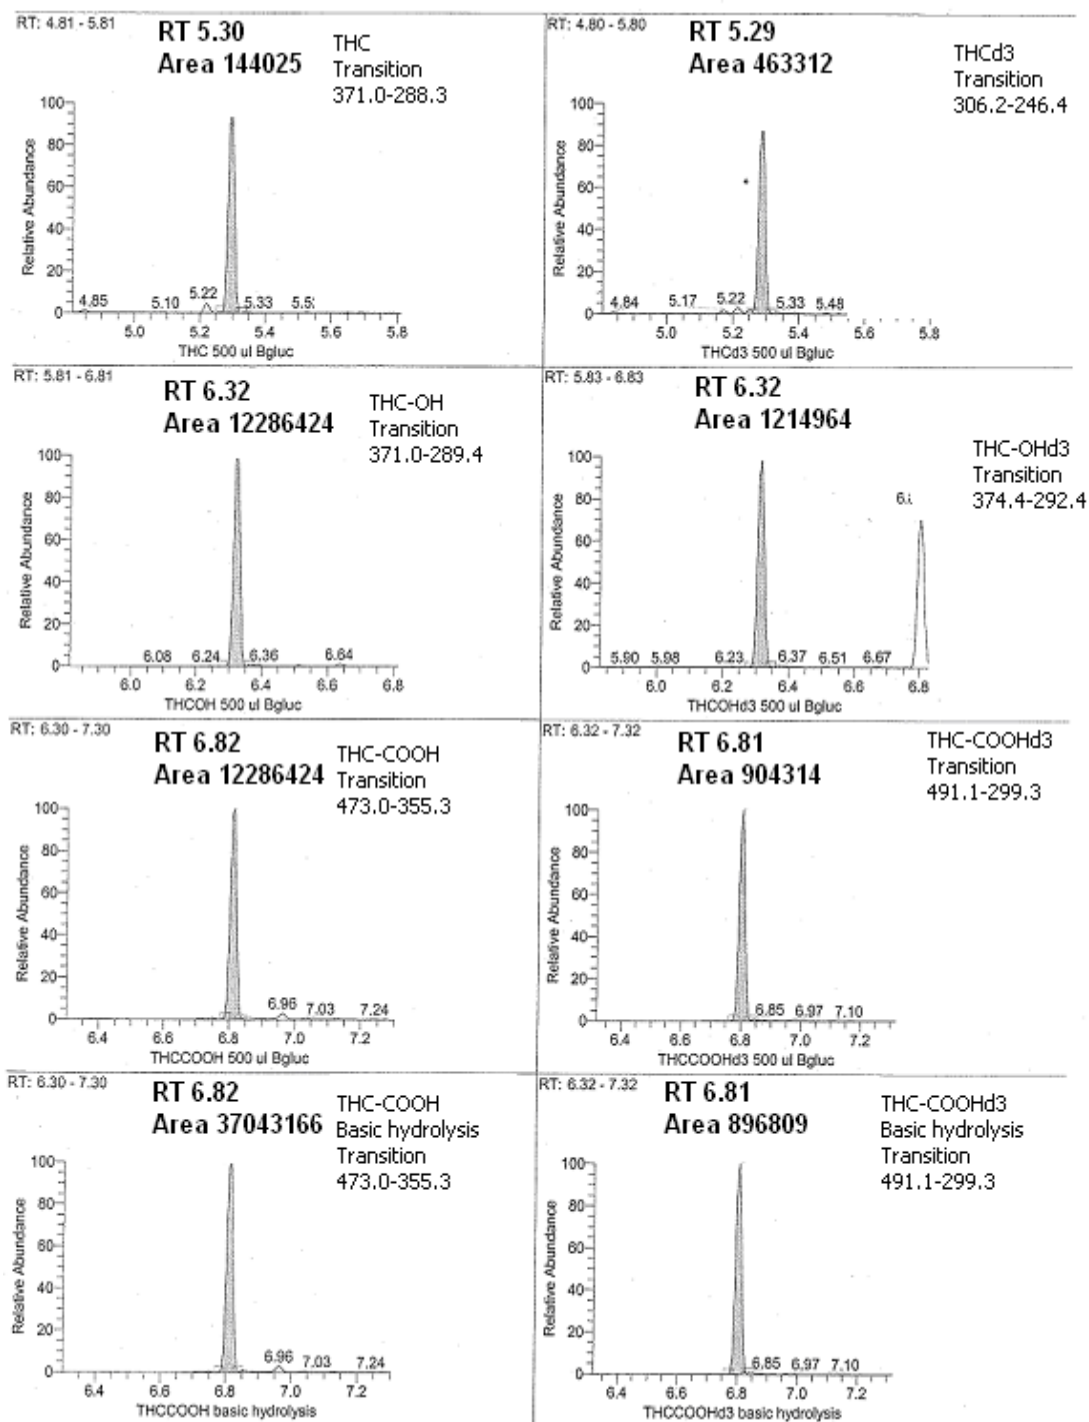 RT: 4.81 - 5.81
RT 5.30
Area 144025
THC
Transition
371.0-288.3
Relative Abundance
100
80
60
40
20
0
4.85
5.10
5.22
5.33
5.0
5.2
5.4
5.6
5.8
THC 500 ul Bgluc
RT: 4.80 - 5.80
RT 5.29
Area 463312
THCd3
Transition
306.2-246.4
Relative Abundance
100
80
60
40
20
0
4.84
5.17
5.22
5.33
5.48
5.0
5.2
5.4
5.6
5.8
THCd3 500 ul Bgluc
RT: 5.81 - 6.81
RT 6.32
Area 12286424
THC-OH
Transition
371.0-289.4
Relative Abundance
100
80
60
40
20
0
6.08
6.24
6.36
6.64
6.0
6.2
6.4
6.6
6.8
THCOH 500 ul Bgluc
RT: 5.83 - 6.83
RT 6.32
Area 1214964
THC-OHd3
Transition
374.4-292.4
Relative Abundance
100
80
60
40
20
0
5.90
5.98
6.23
6.37
6.51
6.67
6.0
6.2
6.4
6.6
6.8
THCOHd3 500 ul Bgluc
RT: 6.30 - 7.30
RT 6.82
Area 12286424
THC-COOH
Transition
473.0-355.3
Relative Abundance
100
80
60
40
20
0
6.96
7.03
7.24
6.4
6.6
6.8
7.0
7.2
THCCOOH 500 ul Bgluc
RT: 6.32 - 7.32
RT 6.81
Area 904314
THC-COOHd3
Transition
491.1-299.3
Relative Abundance
100
80
60
40
20
0
6.85
6.97
7.10
6.4
6.6
6.8
7.0
7.2
THCCOOHd3 500 ul Bgluc
RT: 6.30 - 7.30
RT 6.82
Area 37043166
THC-COOH
Basic hydrolysis
Transition
473.0-355.3
Relative Abundance
100
80
60
40
20
0
6.96
7.03
7.24
6.4
6.6
6.8
7.0
7.2
THCCOOH basic hydrolysis
RT: 6.32 - 7.32
RT 6.81
Area 896809
THC-COOHd3
Basic hydrolysis
Transition
491.1-299.3
Relative Abundance
100
80
60
40
20
0
6.85
6.97
7.10
6.4
6.6
6.8
7.0
7.2
THCCOOHd3 basic hydrolysis